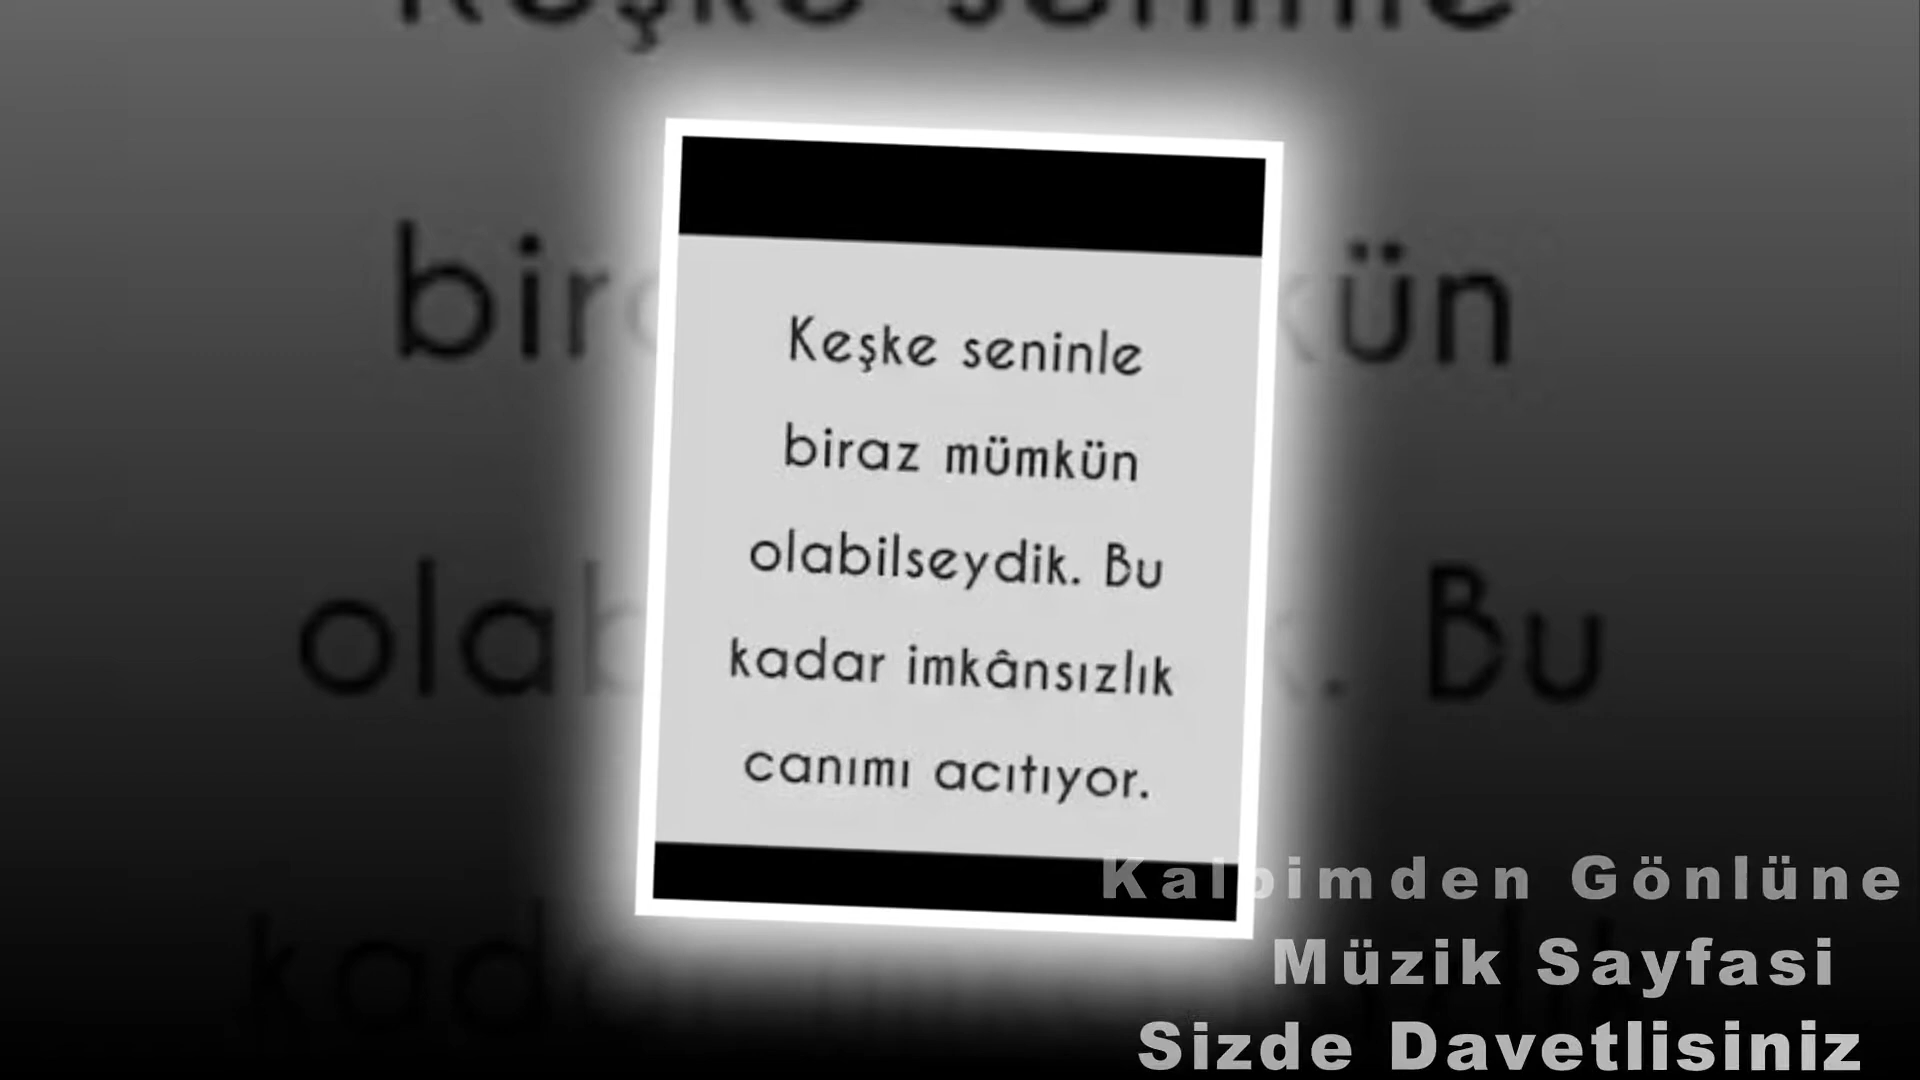 Keşke seninle
biraz mümkün
olabilseydik. Bu
kadar imkânsızlık
canımı acıtıyor.
Kalbimden Gönlüne
Müzik Sayfasi
Sizde Davetlisiniz